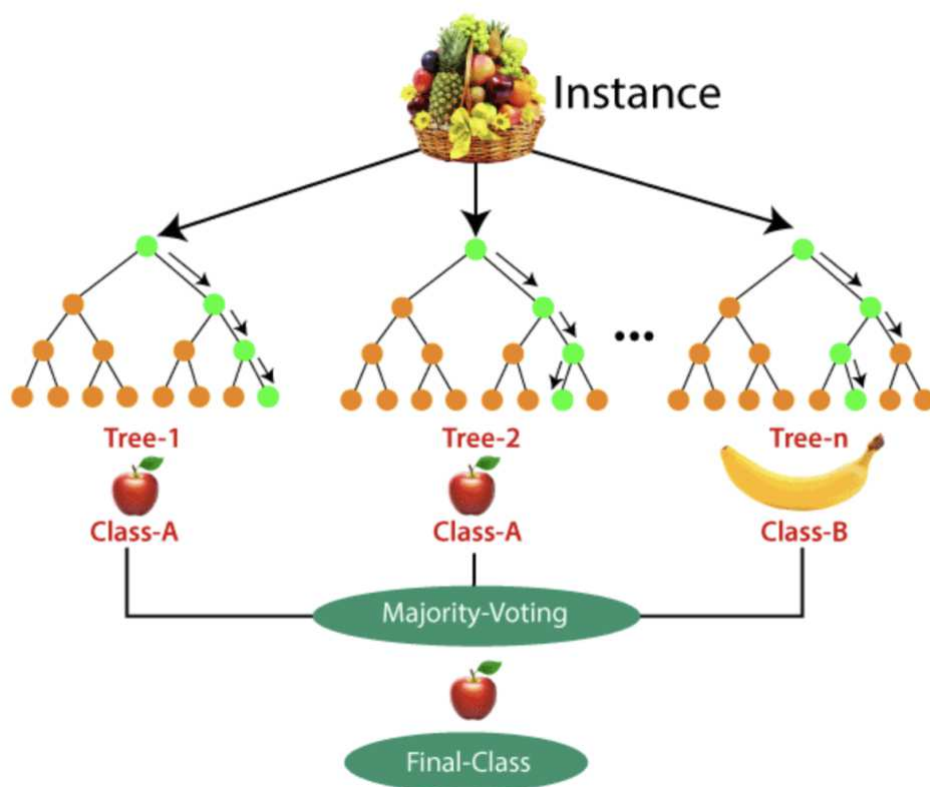 Instance
Tree-1
Tree-2
Tree-n
Class-A
Class-A
Class-B
Majority-Voting
Final-Class